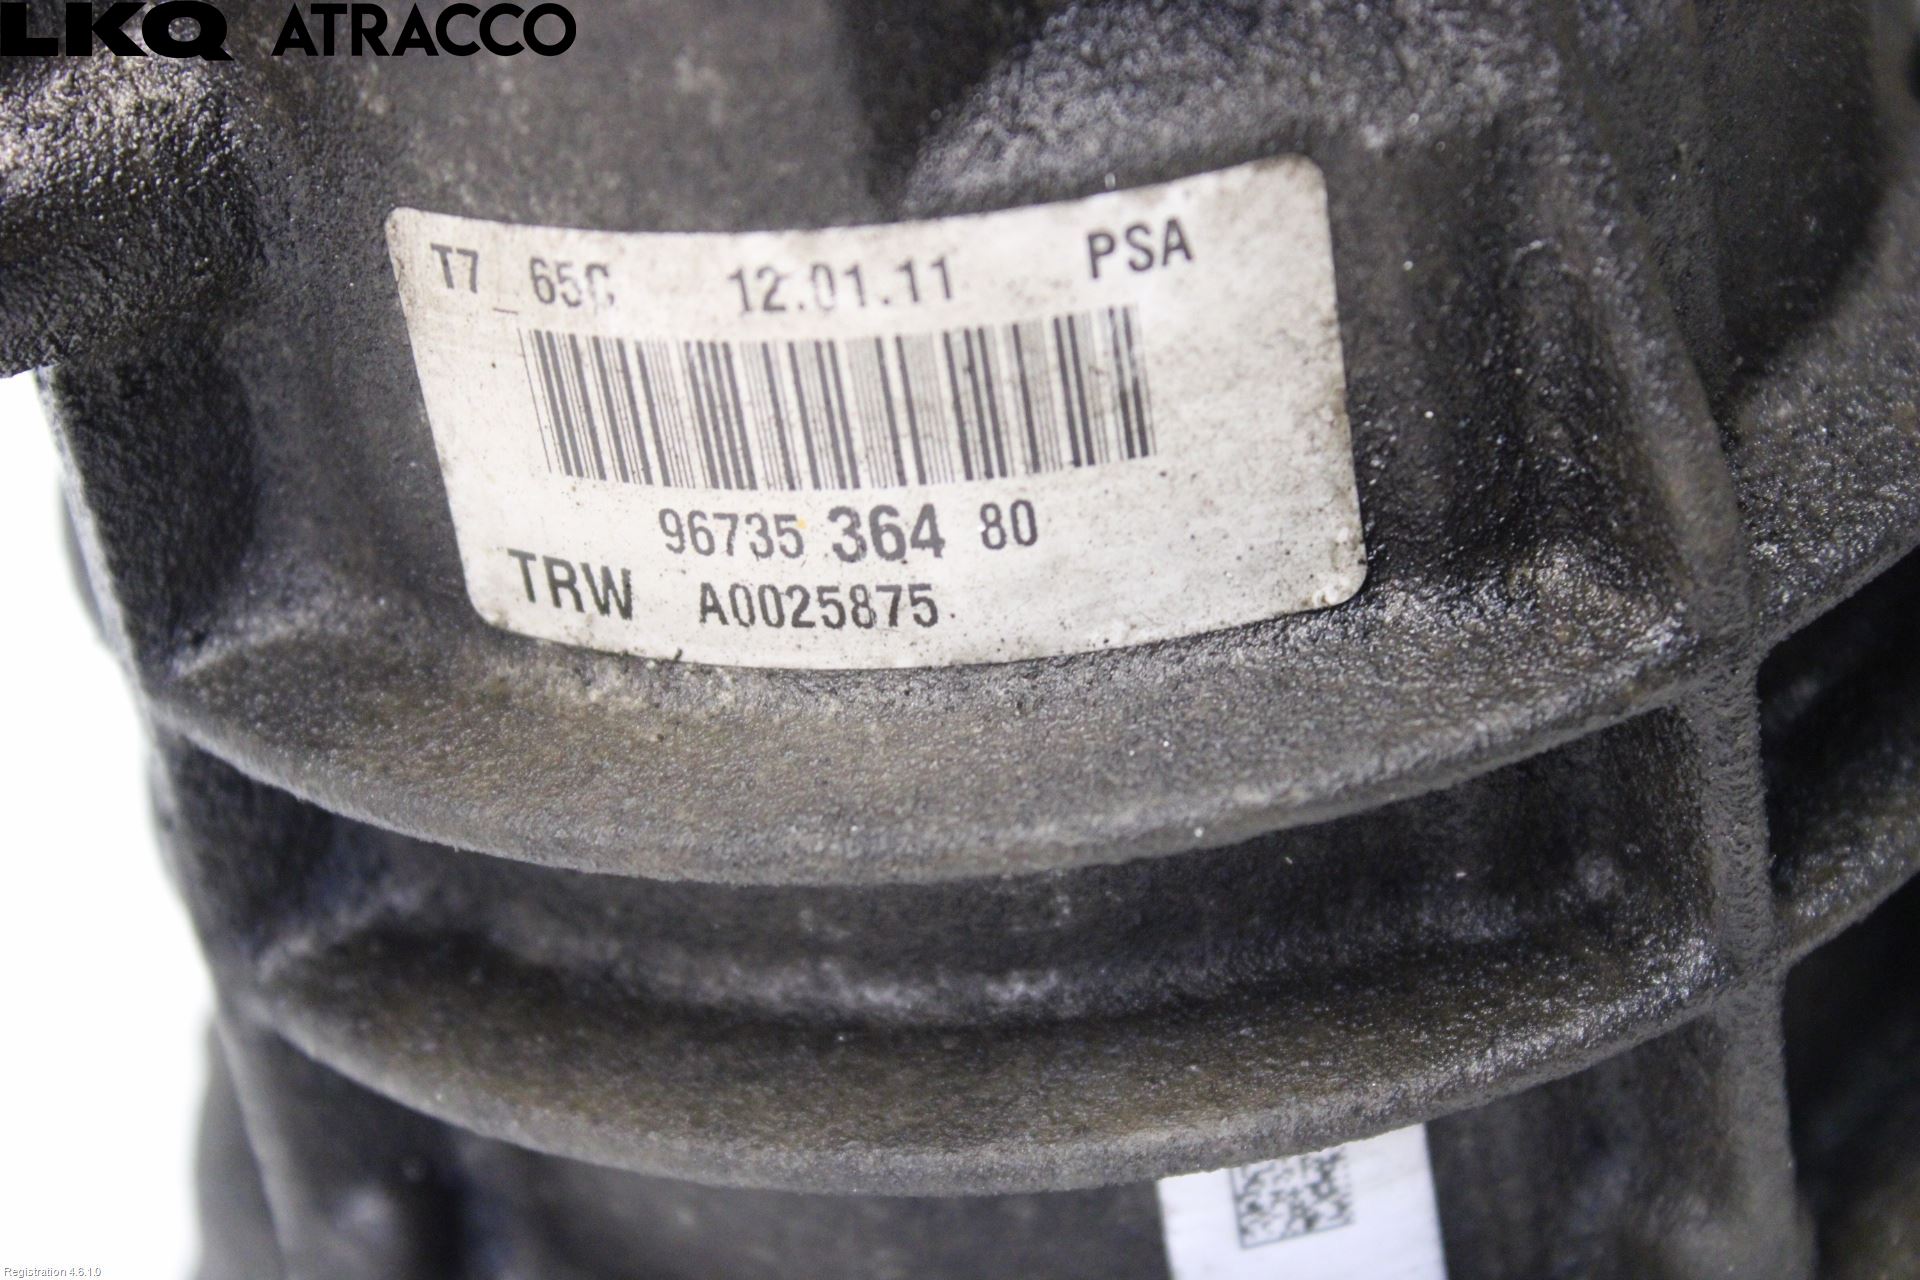 LKQ ATRACCO
T7_65C 12.01.11 PSA
96735 364 80
TRW A0025875
Registration 4.6.1.0